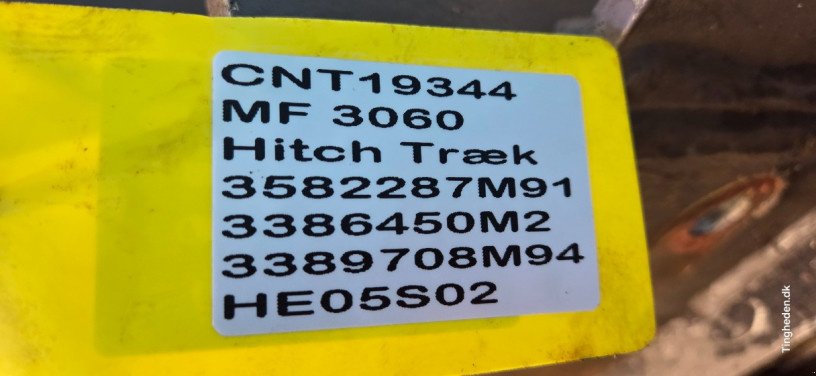 CNT19344
MF 3060
Hitch Træk
3582287M91
3386450M2
3389708M94
HE05S02
Tingheden.dk